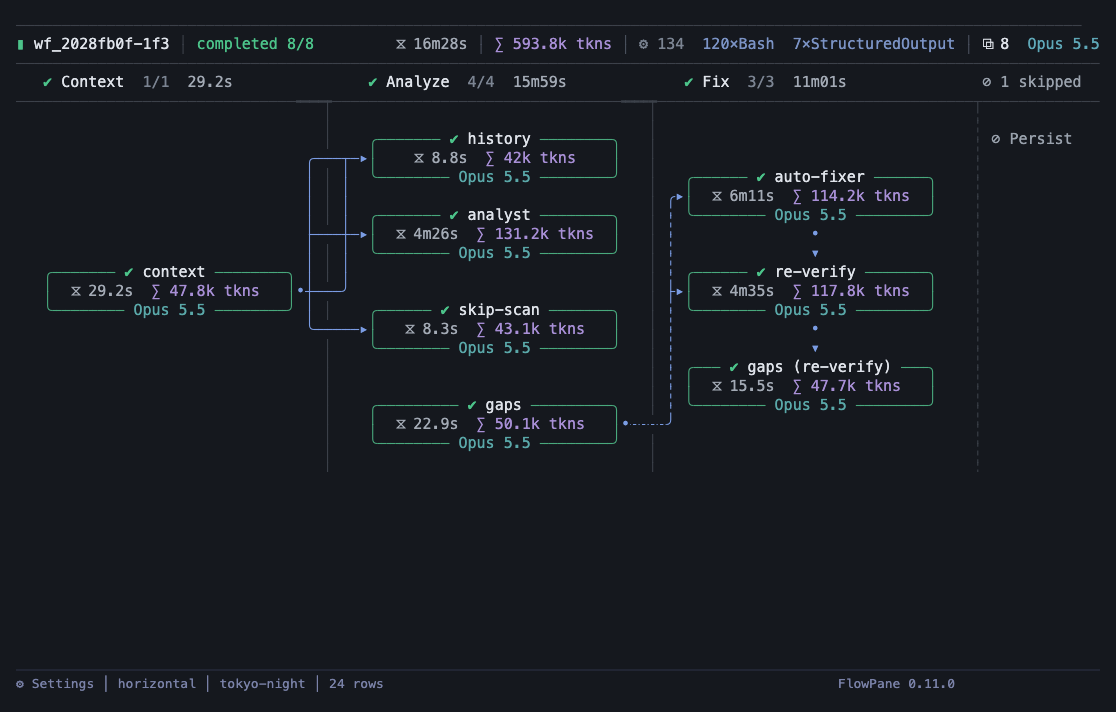 wf_2028fb0f-1f3 │ completed 8/8 ⧖ 16m28s │ ∑ 593.8k tkns │ ⚙ 134 120×Bash 7×StructuredOutput │ ⧉ 8 Opus 5.5
✔ Context 1/1 29.2s ✔ Analyze 4/4 15m59s ✔ Fix 3/3 11m01s ⊘ 1 skipped
✔ history
⧖ 8.8s ∑ 42k tkns
Opus 5.5
✔ analyst
⧖ 4m26s ∑ 131.2k tkns
Opus 5.5
✔ context
⧖ 29.2s ∑ 47.8k tkns
Opus 5.5
✔ skip-scan
⧖ 8.3s ∑ 43.1k tkns
Opus 5.5
✔ gaps
⧖ 22.9s ∑ 50.1k tkns
Opus 5.5
✔ auto-fixer
⧖ 6m11s ∑ 114.2k tkns
Opus 5.5
✔ re-verify
⧖ 4m35s ∑ 117.8k tkns
Opus 5.5
✔ gaps (re-verify)
⧖ 15.5s ∑ 47.7k tkns
Opus 5.5
⊘ Persist
⚙ Settings │ horizontal │ tokyo-night │ 24 rows FlowPane 0.11.0